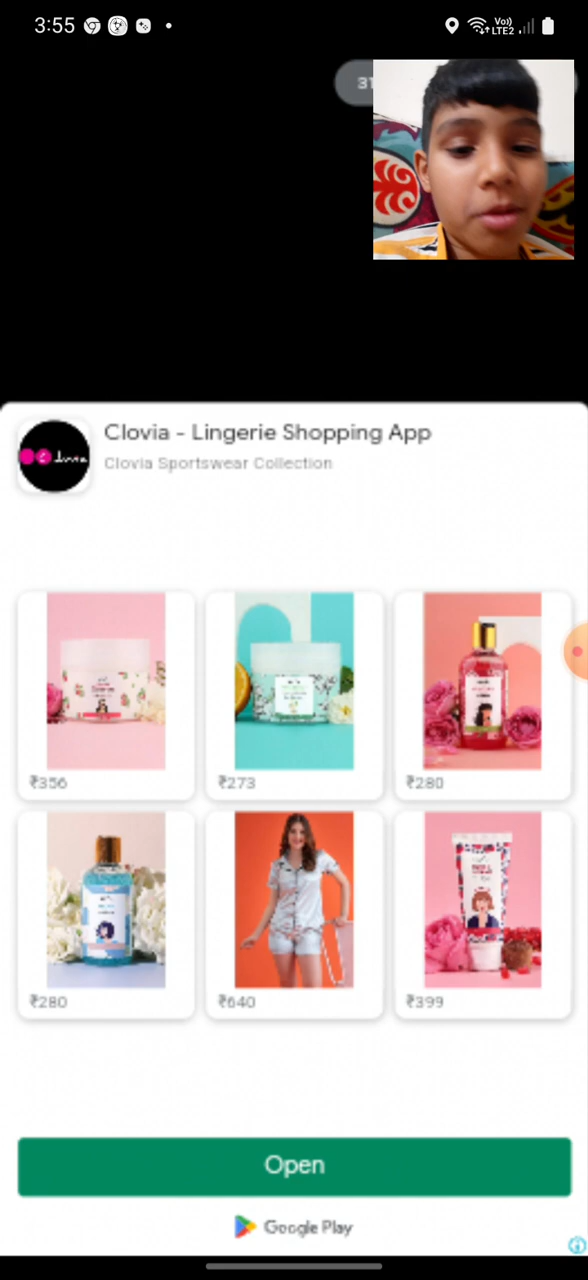 3:55
Vo))
LTE2
31
Clovia - Lingerie Shopping App
Clovia Sportswear Collection
₹356
₹273
₹280
₹280
₹640
₹399
Open
Google Play